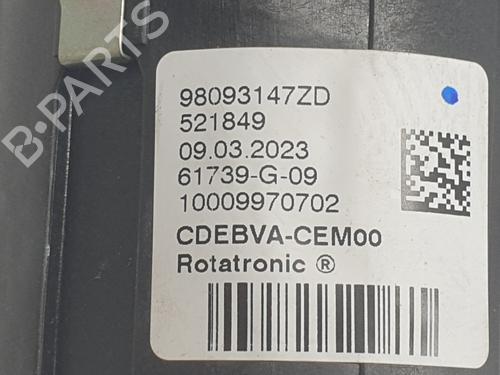 B-PARTS
98093147ZD
521849
09.03.2023
61739-G-09
10009970702
CDEBVA-CEM00
Rotatronic ®